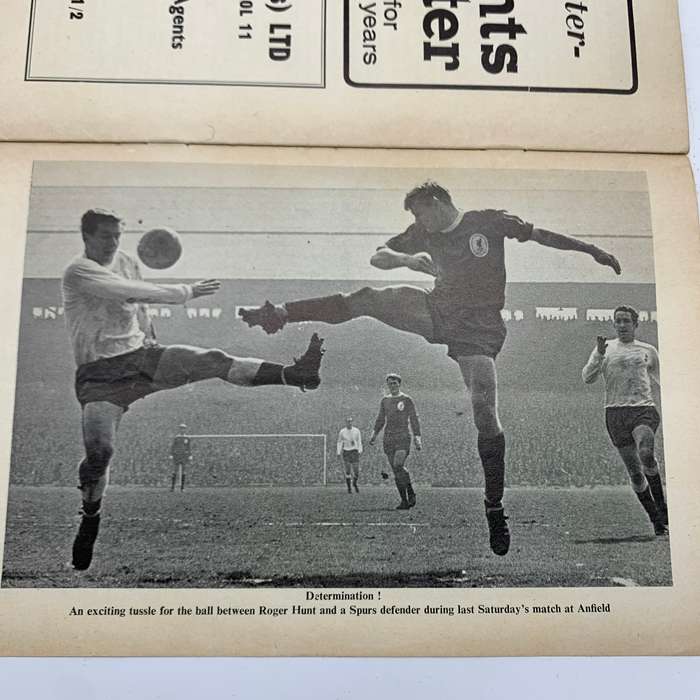 ) LTD
OL 11
Agents
1/2
ter-
nts
ter
for
years
Determination !
An exciting tussle for the ball between Roger Hunt and a Spurs defender during last Saturday's match at Anfield